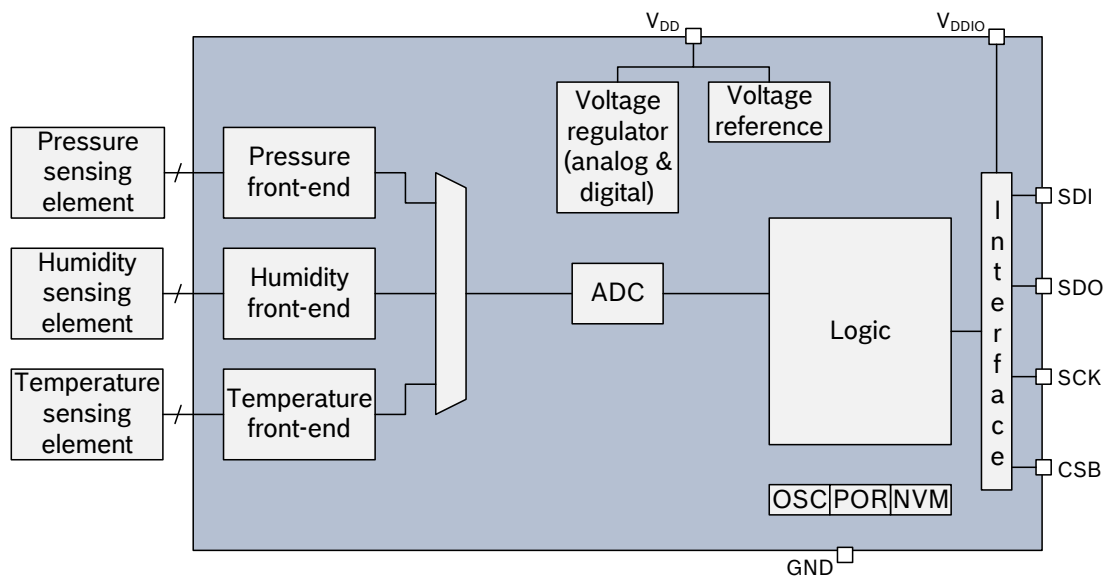 VDD
VDDIO
Voltage
regulator
(analog &
digital)
Voltage
reference
Pressure
sensing
element
Pressure
front-end
Humidity
sensing
element
Humidity
front-end
Temperature
sensing
element
Temperature
front-end
ADC
Logic
Interface
SDI
SDO
SCK
CSB
OSC POR NVM
GND